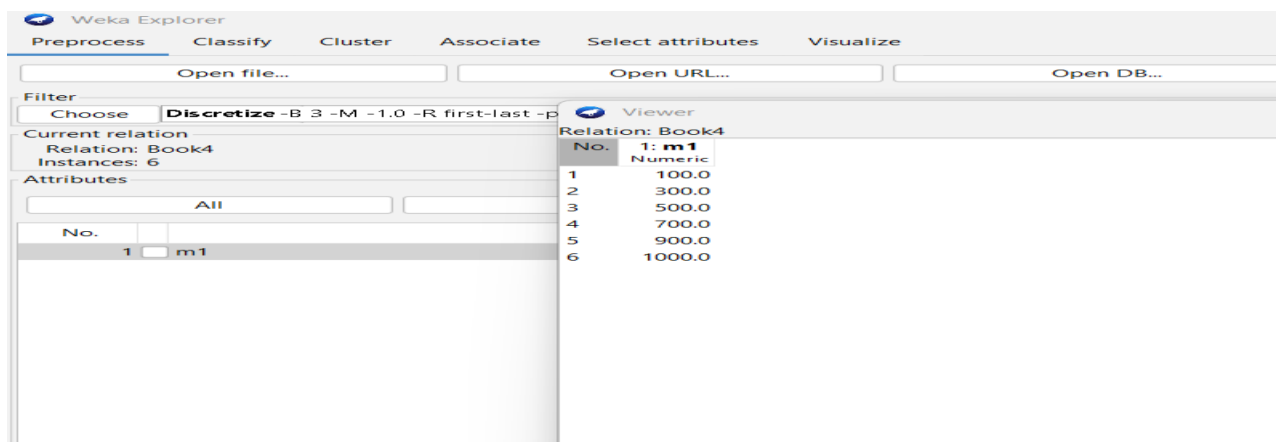 Weka Explorer
Preprocess Classify Cluster Associate Select attributes Visualize
Open file... Open URL... Open DB...
Filter
Choose Discretize -B 3 -M -1.0 -R first-last -p
Current relation
Relation: Book4
Instances: 6
Attributes
All
No.
1 m1
Viewer
Relation: Book4
No. 1: m1
Numeric
1 100.0
2 300.0
3 500.0
4 700.0
5 900.0
6 1000.0